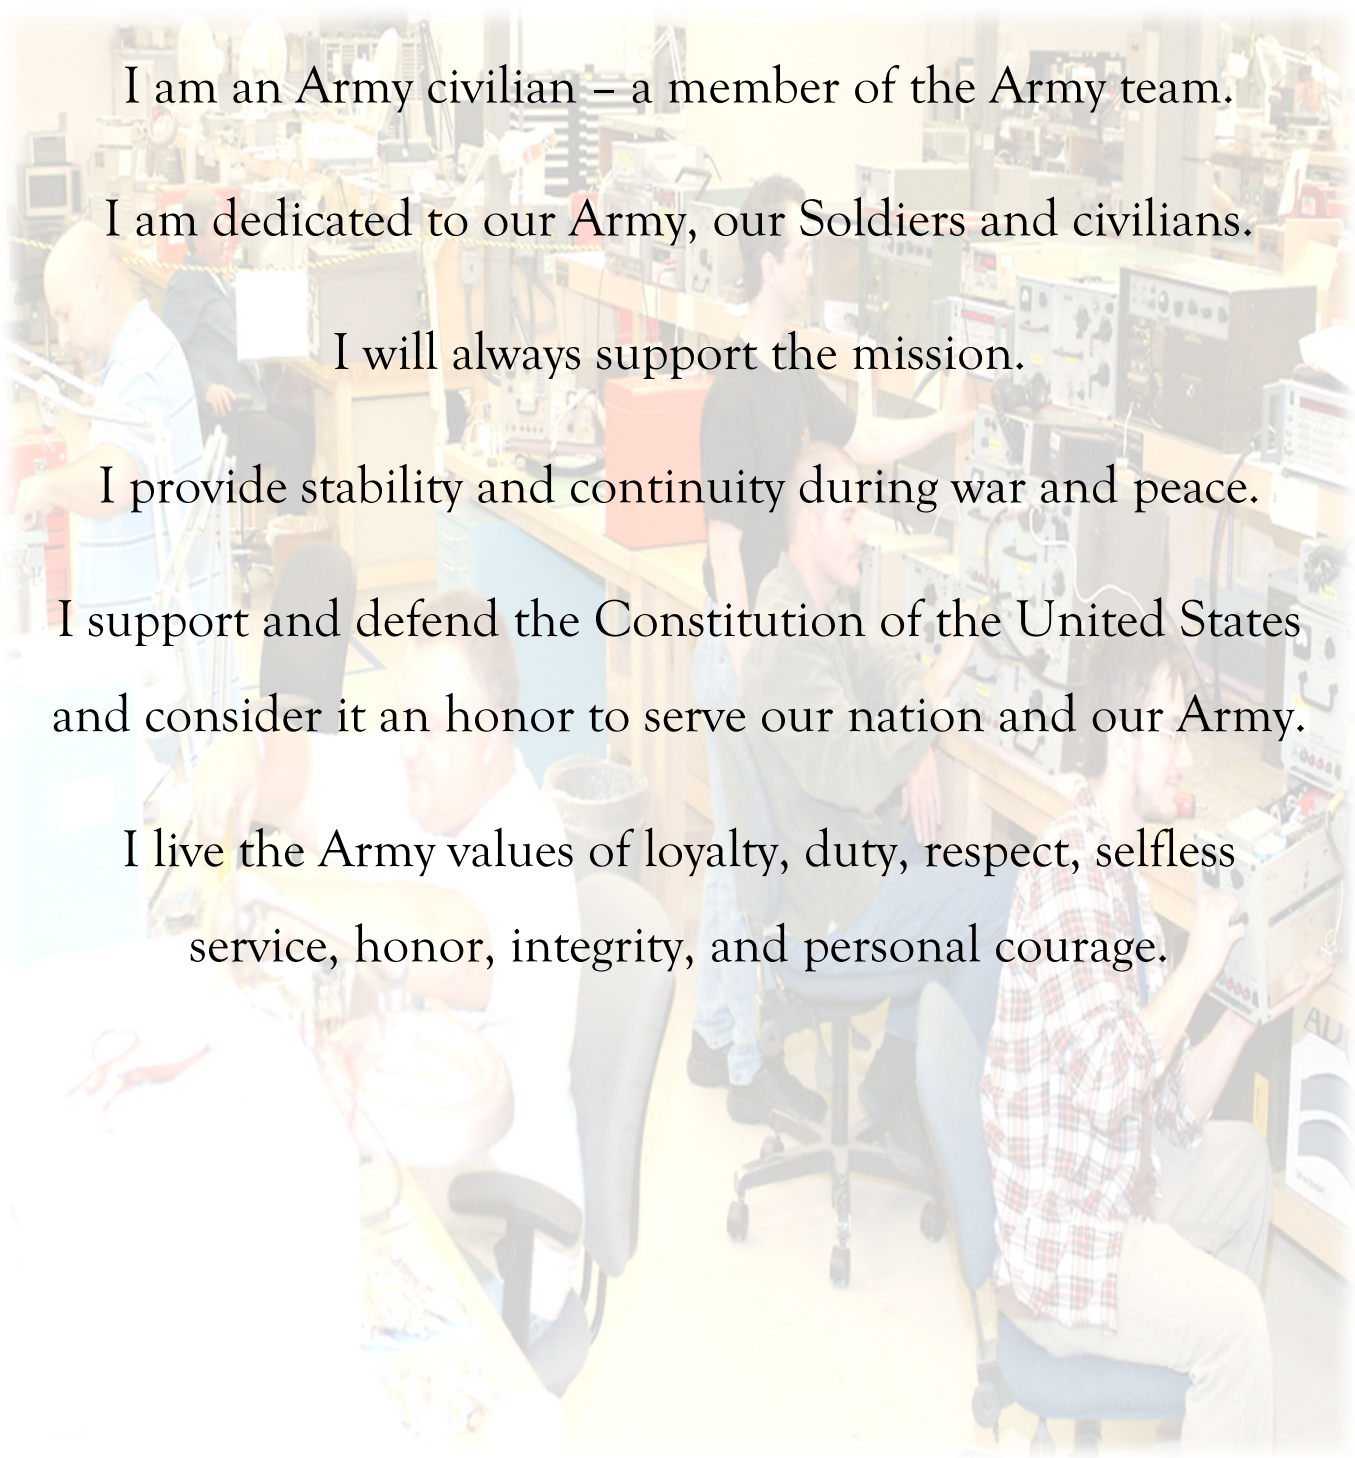 I am an Army civilian – a member of the Army team.
I am dedicated to our Army, our Soldiers and civilians.
I will always support the mission.
I provide stability and continuity during war and peace.
I support and defend the Constitution of the United States
and consider it an honor to serve our nation and our Army.
I live the Army values of loyalty, duty, respect, selfless
service, honor, integrity, and personal courage.